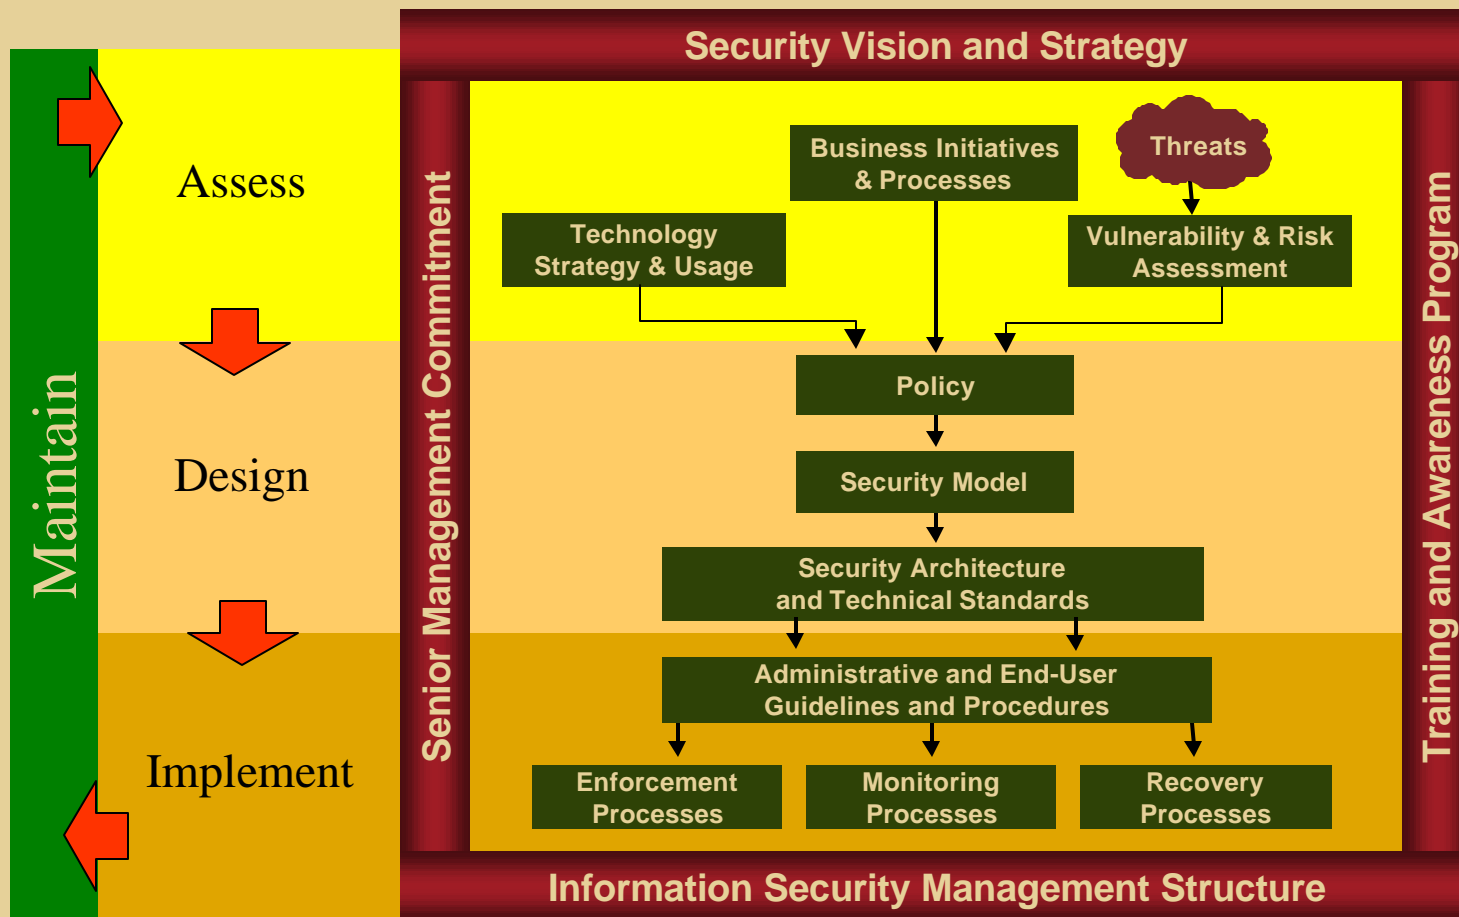 Security Vision and Strategy
Maintain
Assess
Design
Implement
Senior Management Commitment
Business Initiatives
& Processes
Threats
Technology
Strategy & Usage
Vulnerability & Risk
Assessment
Policy
Security Model
Security Architecture
and Technical Standards
Administrative and End-User
Guidelines and Procedures
Enforcement
Processes
Monitoring
Processes
Recovery
Processes
Training and Awareness Program
Information Security Management Structure